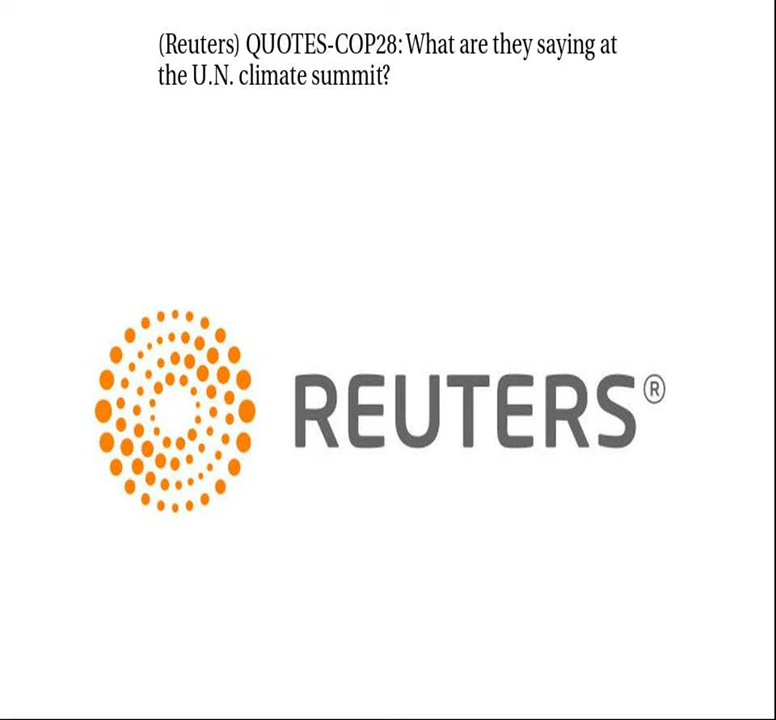 (Reuters) QUOTES-COP28: What are they saying at
the U.N. climate summit?
REUTERS®